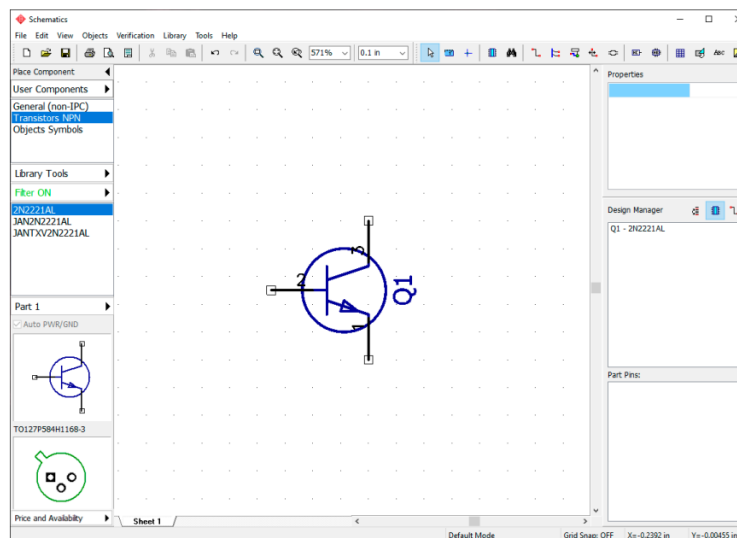 Schematics
File Edit View Objects Verification Library Tools Help
571% 0.1 in Abc
Place Component
User Components
General (non-IPC)
Transistors NPN
Objects Symbols
Library Tools
Filter ON
2N2221AL
JAN2N2221AL
JANTXV2N2221AL
Part 1
Auto PWR/GND
TO127P584H1168-3
Price and Availability
2
3
1
Q1
Sheet 1
Properties
Design Manager
Q1 - 2N2221AL
Part Pins:
Default Mode Grid Snap: OFF X=-0.2392 in Y=-0.00455 in